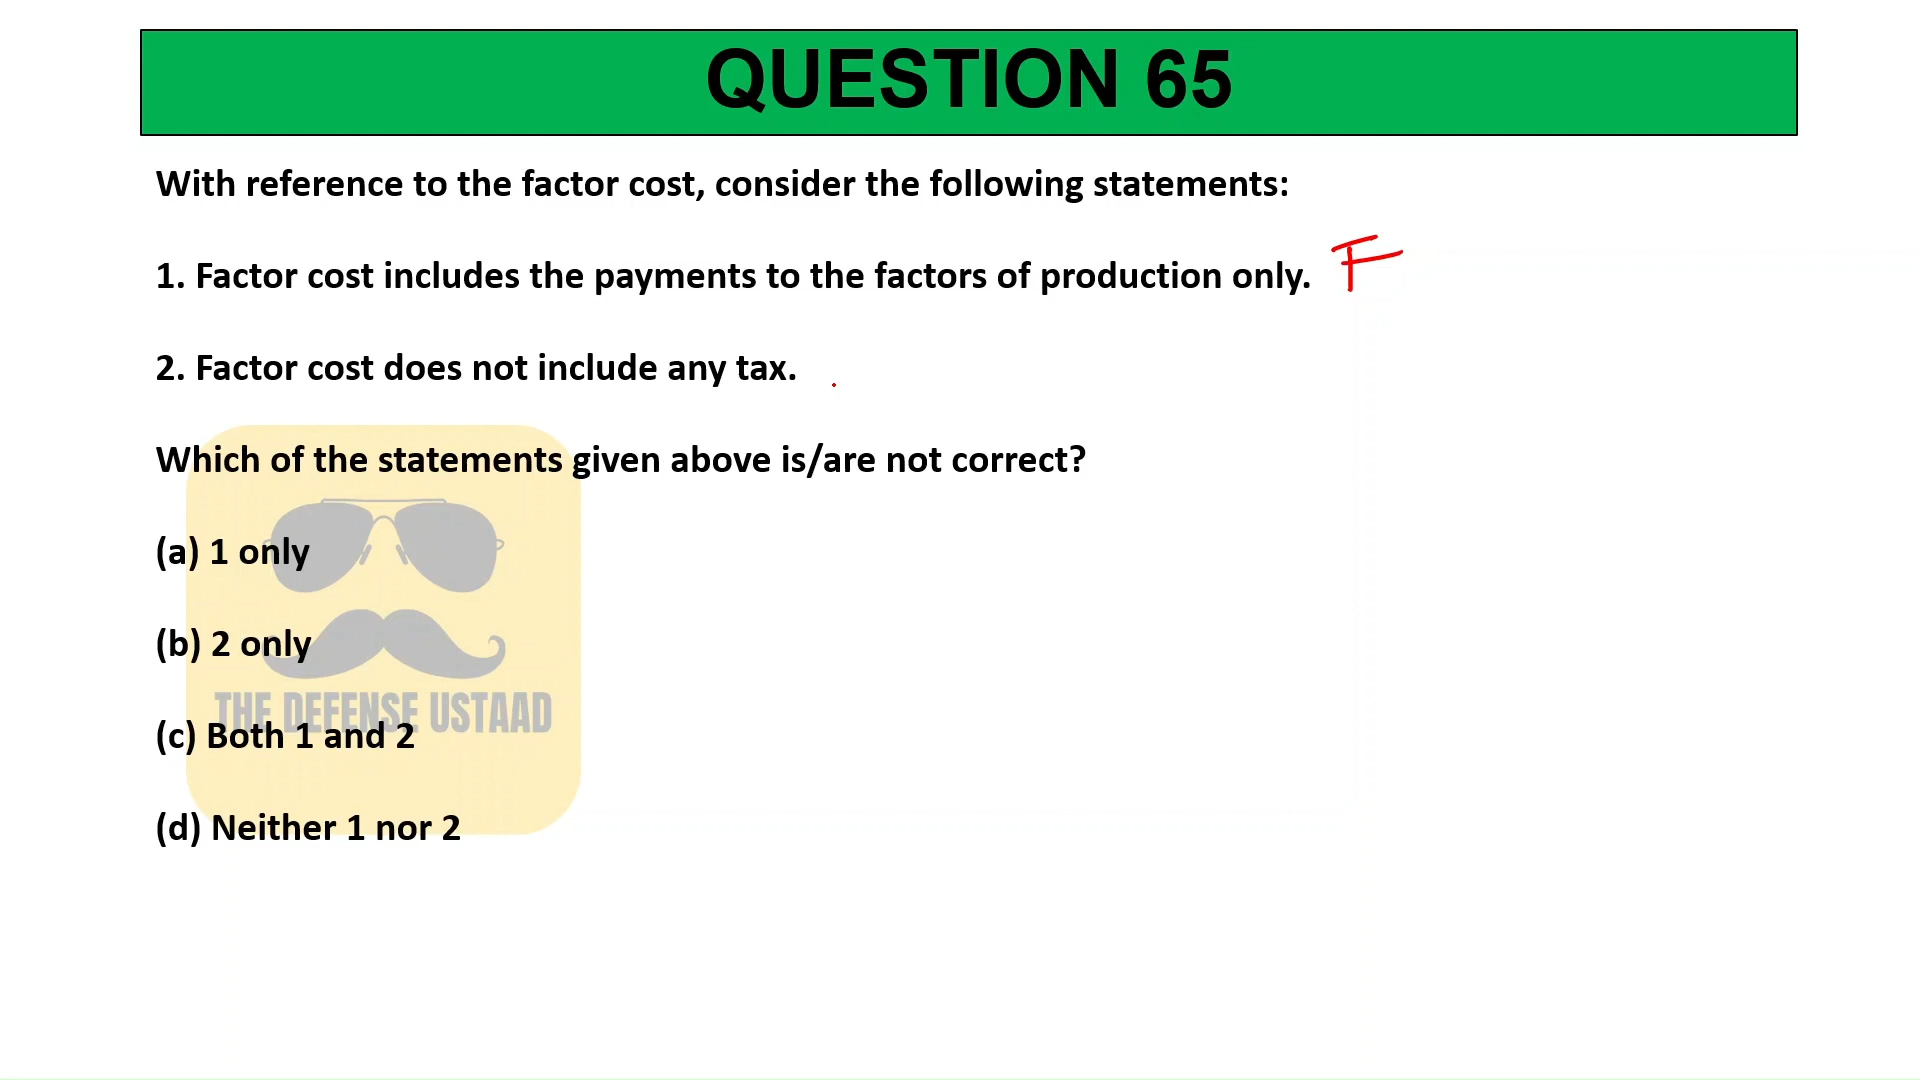 QUESTION 65
With reference to the factor cost, consider the following statements:
1. Factor cost includes the payments to the factors of production only. F
2. Factor cost does not include any tax.
Which of the statements given above is/are not correct?
(a) 1 only
(b) 2 only
THE DEFENSE USTAAD
(c) Both 1 and 2
(d) Neither 1 nor 2